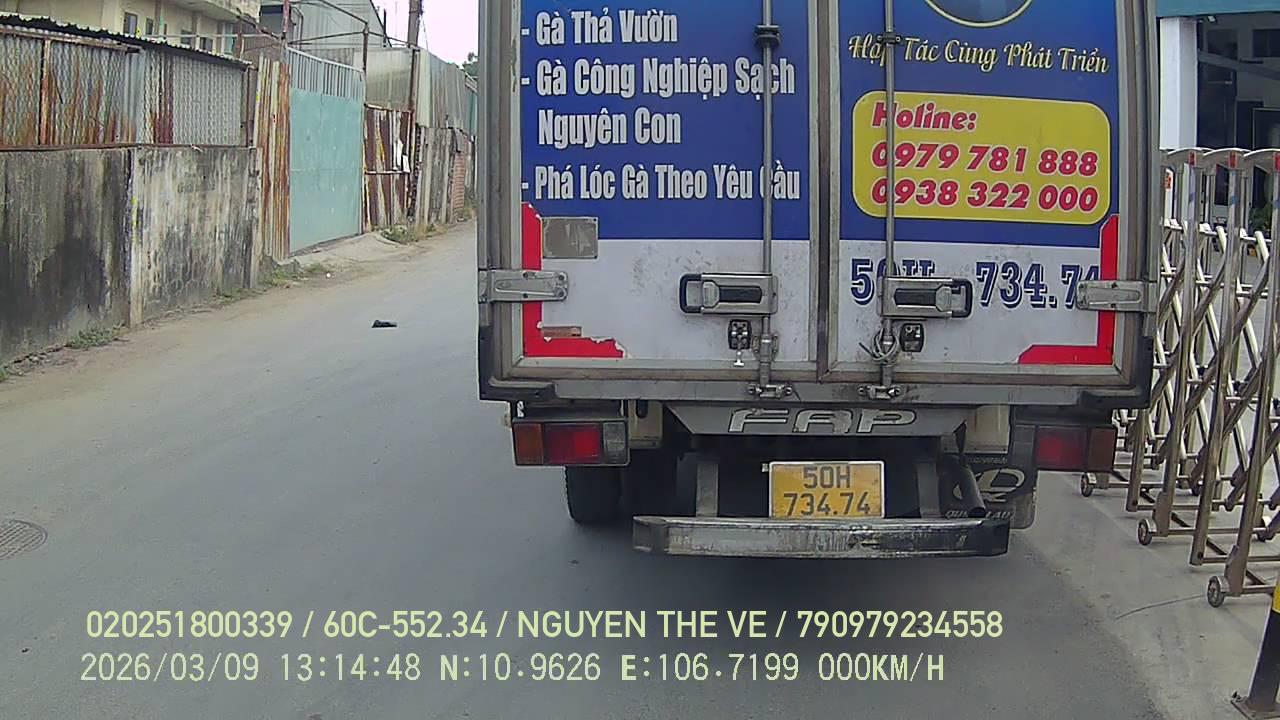 - Gà Thả Vườn
- Gà Công Nghiệp Sạch
Nguyên Con
- Phá Lóc Gà Theo Yêu Cầu
Hợp Tác Cùng Phát Triển
Holine:
0979 781 888
0938 322 000
50H - 734.74
FAP
50H
734.74
020251800339 / 60C-552.34 / NGUYEN THE VE / 790979234558
2026/03/09 13:14:48 N:10.9626 E:106.7199 000KM/H